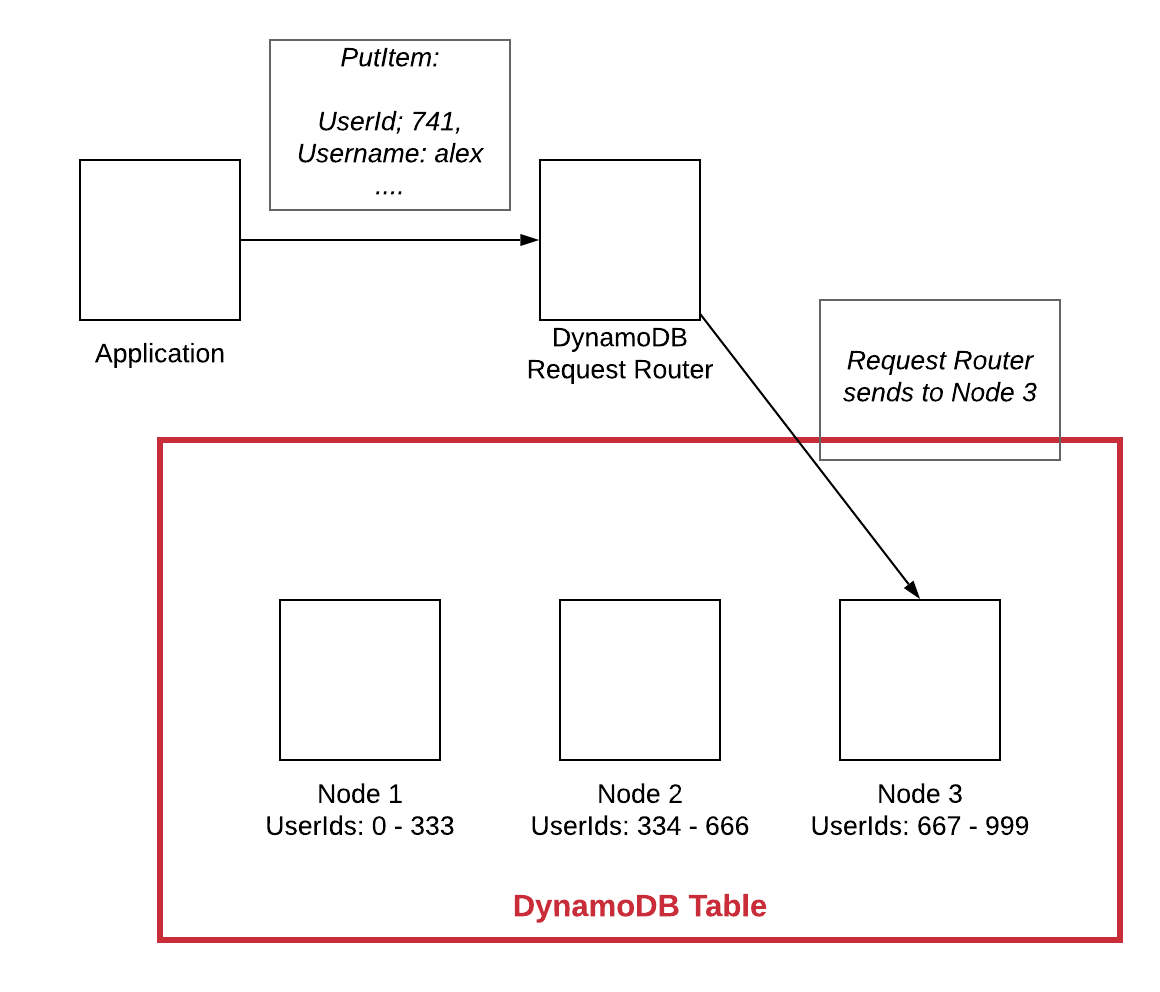 PutItem:
UserId; 741,
Username: alex
....
Application
DynamoDB
Request Router
Request Router
sends to Node 3
Node 1
UserIds: 0 - 333
Node 2
UserIds: 334 - 666
Node 3
UserIds: 667 - 999
DynamoDB Table